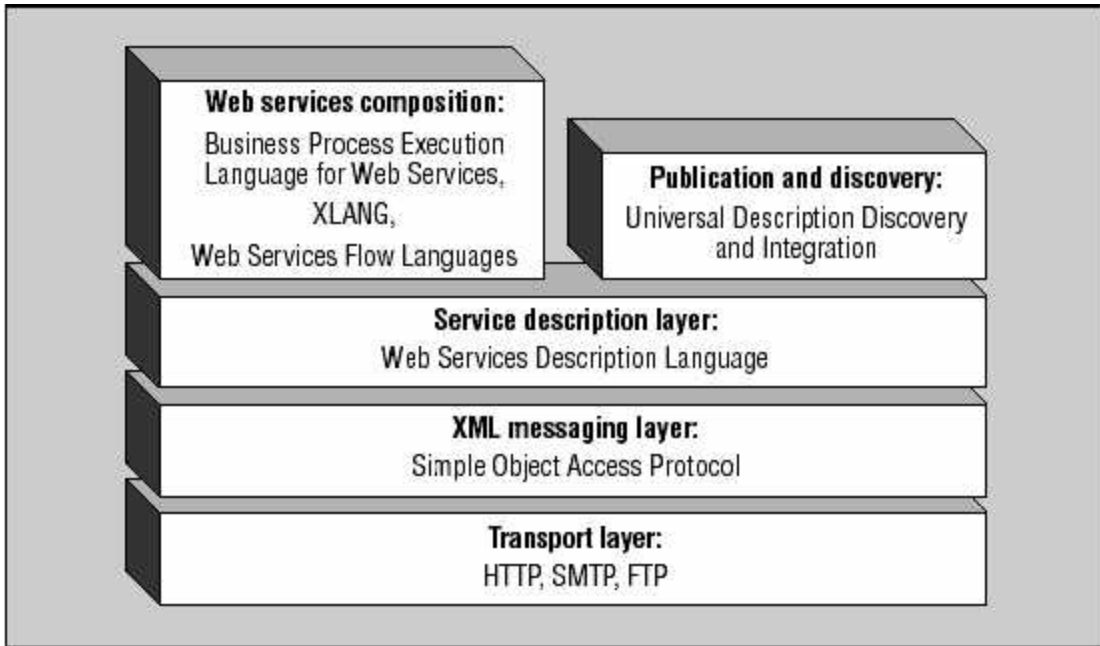 Web services composition:
Business Process Execution
Language for Web Services,
XLANG,
Web Services Flow Languages
Publication and discovery:
Universal Description Discovery
and Integration
Service description layer:
Web Services Description Language
XML messaging layer:
Simple Object Access Protocol
Transport layer:
HTTP, SMTP, FTP